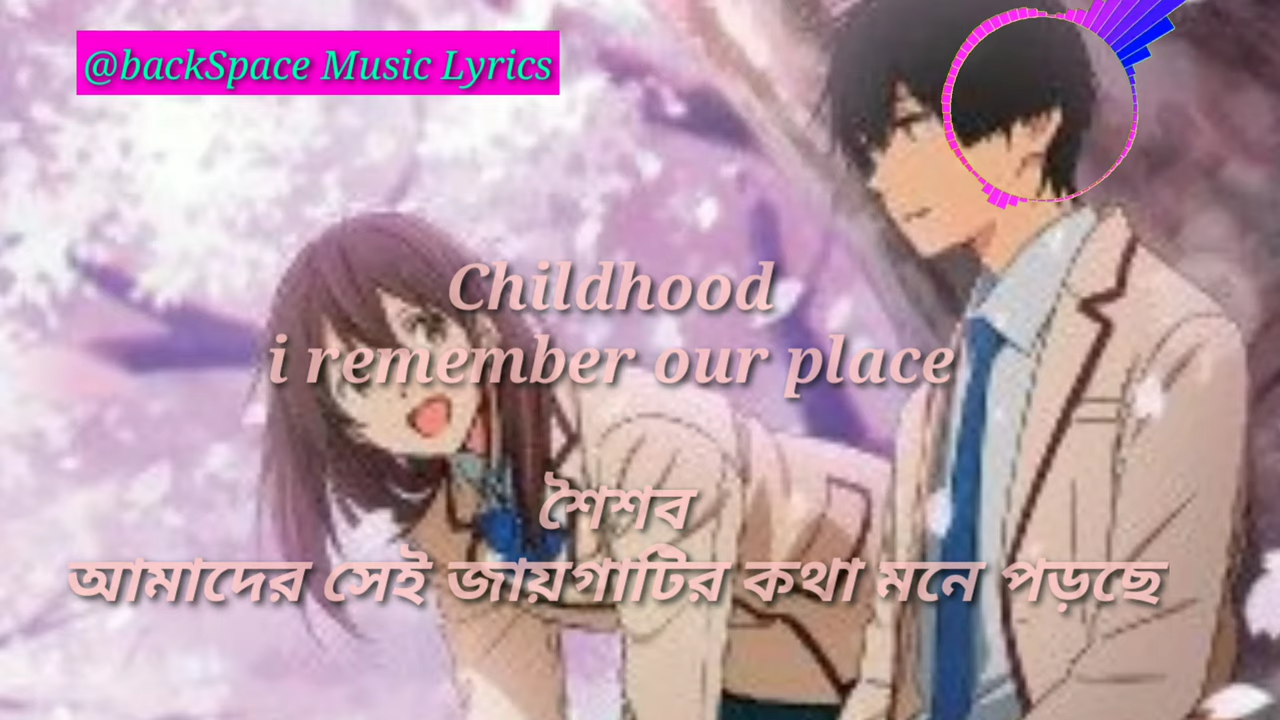 @backSpace Music Lyrics
Childhood
i remember our place
শৈশব
আমাদের সেই জায়গাটির কথা মনে পড়ছে